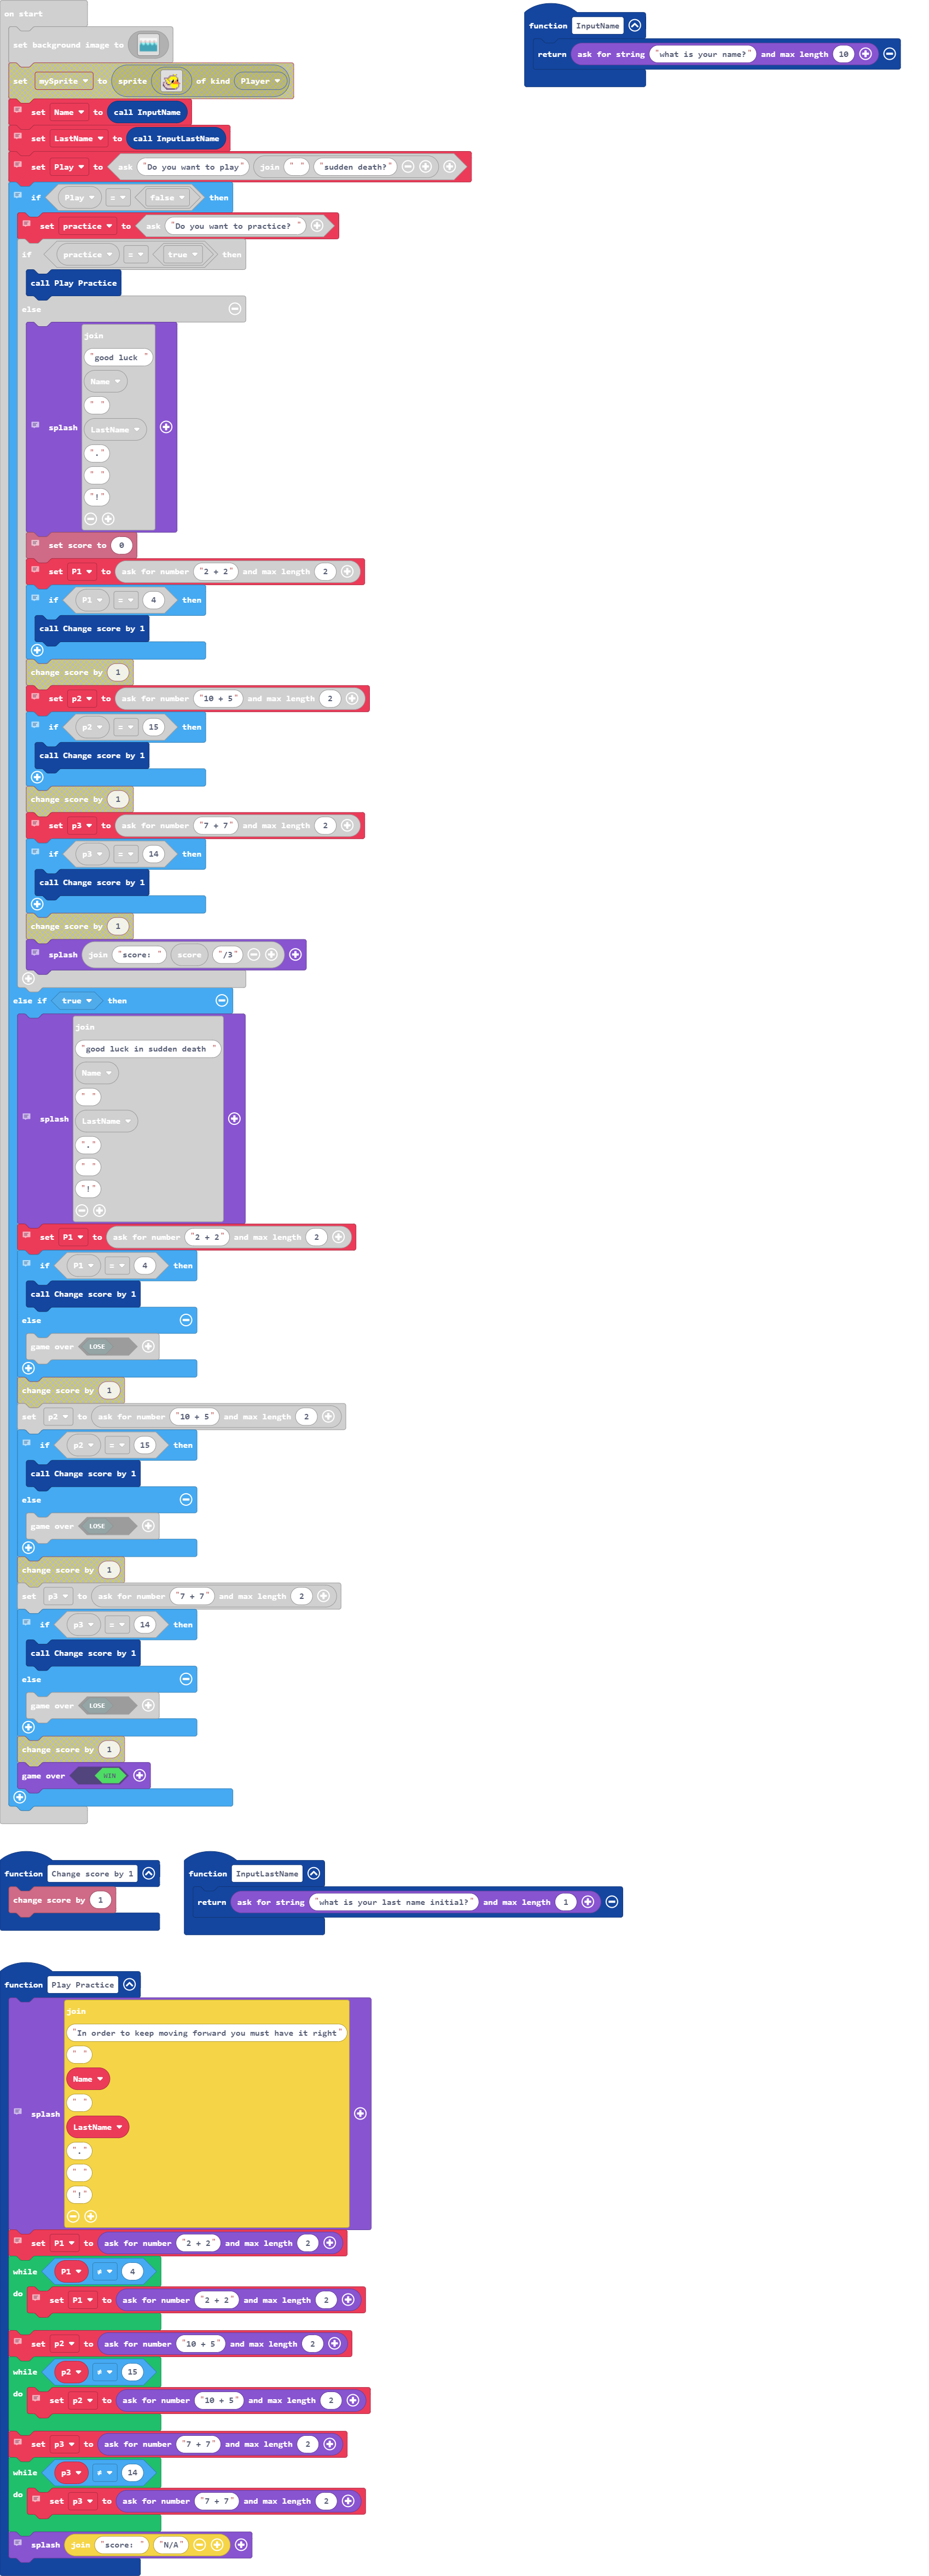 on start
set background image to
set mySprite to sprite of kind Player
set Name to call InputName
set LastName to call InputLastName
set Play to ask "Do you want to play" join " " "sudden death?"
if Play = false then
set practice to ask "Do you want to practice? "
if practice = true then
call Play Practice
else
join
"good luck "
Name
" "
splash LastName
"."
" "
"!"
set score to 0
set P1 to ask for number "2 + 2" and max length 2
if P1 = 4 then
call Change score by 1
change score by 1
set p2 to ask for number "10 + 5" and max length 2
if p2 = 15 then
call Change score by 1
change score by 1
set p3 to ask for number "7 + 7" and max length 2
if p3 = 14 then
call Change score by 1
change score by 1
splash join "score: " score "/3"
else if true then
join
"good luck in sudden death "
Name
" "
splash LastName
"."
" "
"!"
set P1 to ask for number "2 + 2" and max length 2
if P1 = 4 then
call Change score by 1
else
game over LOSE
change score by 1
set p2 to ask for number "10 + 5" and max length 2
if p2 = 15 then
call Change score by 1
else
game over LOSE
change score by 1
set p3 to ask for number "7 + 7" and max length 2
if p3 = 14 then
call Change score by 1
else
game over LOSE
change score by 1
game over WIN
function InputName
return ask for string "what is your name?" and max length 10
function Change score by 1
change score by 1
function InputLastName
return ask for string "what is your last name initial?" and max length 1
function Play Practice
join
"In order to keep moving forward you must have it right"
" "
Name
" "
splash LastName
"."
" "
"!"
set P1 to ask for number "2 + 2" and max length 2
while P1 ≠ 4
do set P1 to ask for number "2 + 2" and max length 2
set p2 to ask for number "10 + 5" and max length 2
while p2 ≠ 15
do set p2 to ask for number "10 + 5" and max length 2
set p3 to ask for number "7 + 7" and max length 2
while p3 ≠ 14
do set p3 to ask for number "7 + 7" and max length 2
splash join "score: " "N/A"